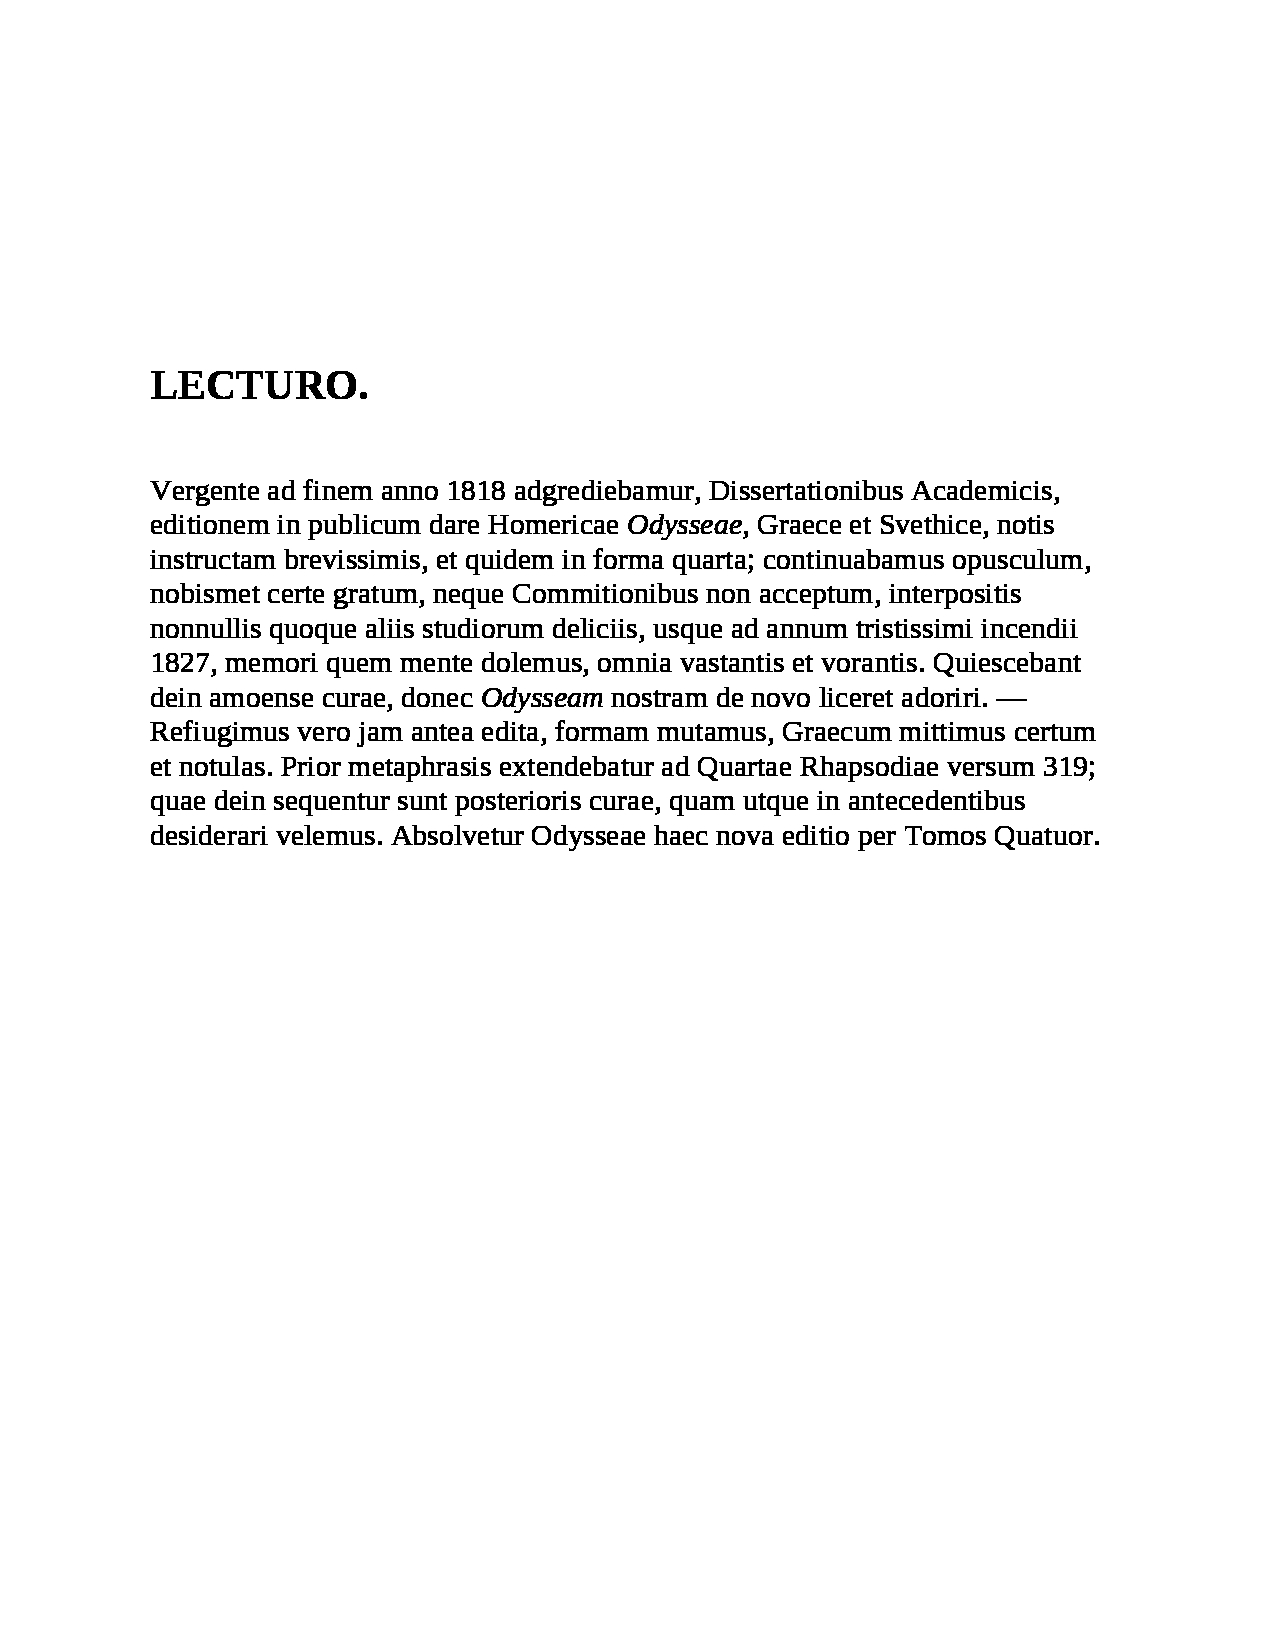 LECTURO.
Vergente ad finem anno 1818 adgrediebamur, Dissertationibus Academicis,
editionem in publicum dare Homericae Odysseae, Graece et Svethice, notis
instructam brevissimis, et quidem in forma quarta; continuabamus opusculum,
nobismet certe gratum, neque Commitionibus non acceptum, interpositis
nonnullis quoque aliis studiorum deliciis, usque ad annum tristissimi incendii
1827, memori quem mente dolemus, omnia vastantis et vorantis. Quiescebant
dein amoense curae, donec Odysseam nostram de novo liceret adoriri. —
Refiugimus vero jam antea edita, formam mutamus, Graecum mittimus certum
et notulas. Prior metaphrasis extendebatur ad Quartae Rhapsodiae versum 319;
quae dein sequentur sunt posterioris curae, quam utque in antecedentibus
desiderari velemus. Absolvetur Odysseae haec nova editio per Tomos Quatuor.